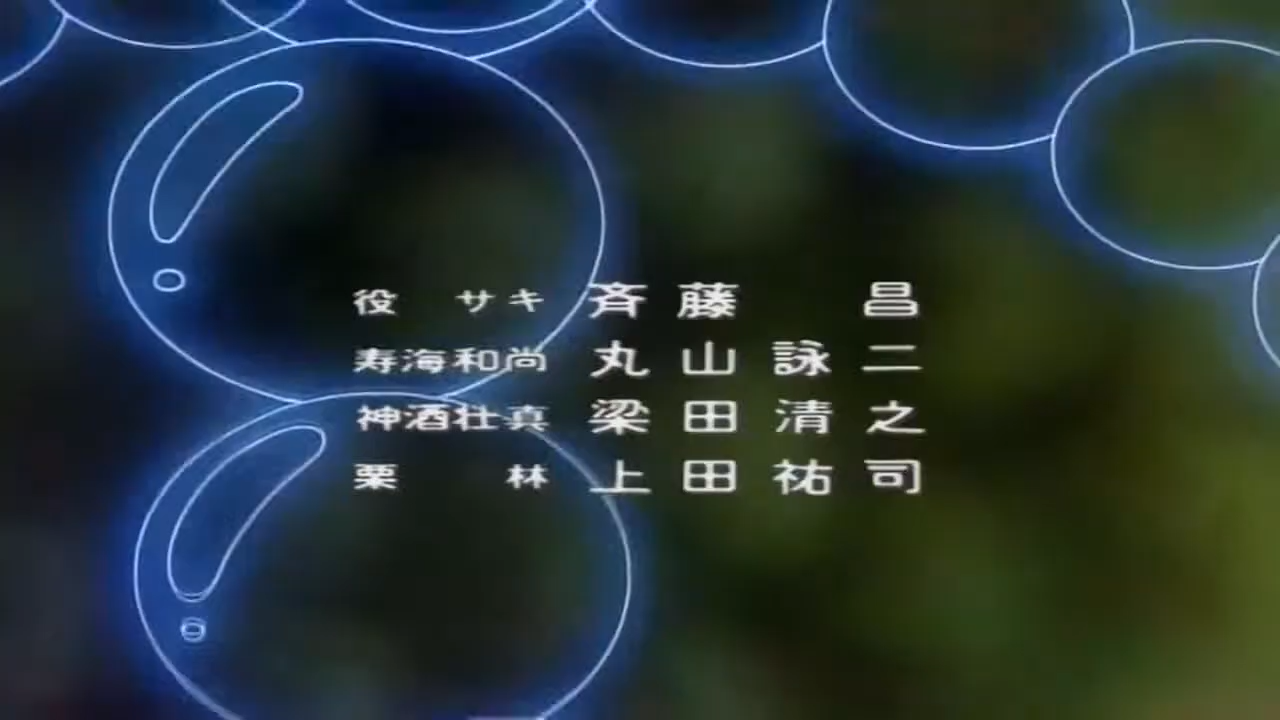 役 サキ 斉藤 昌
寿海和尚 丸山詠二
神酒壮真 梁田清之
栗林 上田祐司